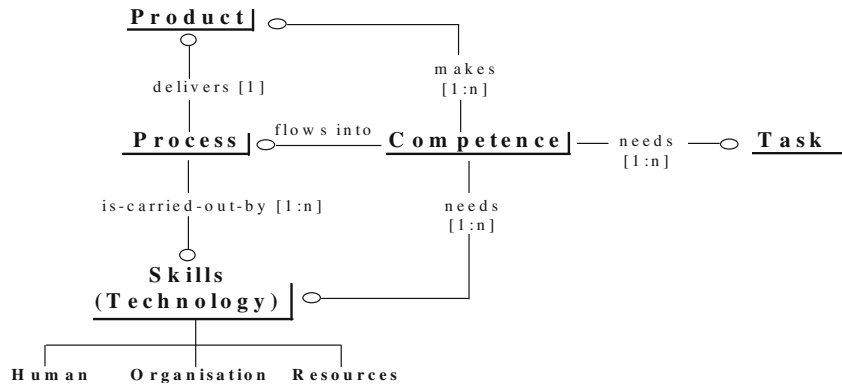 Product
makes
[1:n]
delivers [1]
Process
flows into
Competence
needs
[1:n]
Task
is-carried-out-by [1:n]
needs
[1:n]
Skills
(Technology)
Human
Organisation
Resources